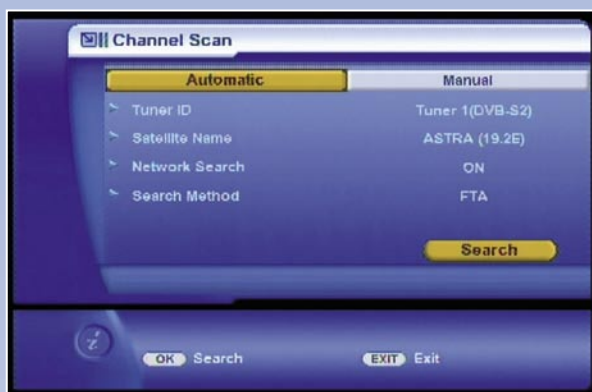 Channel Scan
Automatic Manual
Tuner ID Tuner 1(DVB-S2)
Satellite Name ASTRA (19.2E)
Network Search ON
Search Method FTA
Search
i OK Search EXIT Exit